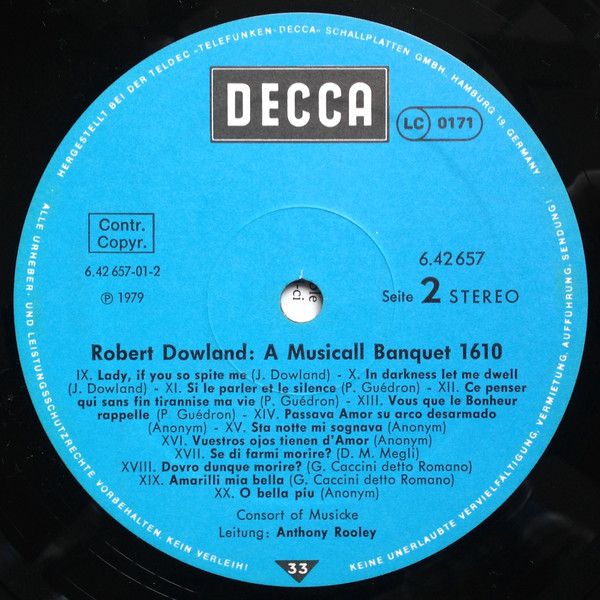 HERGESTELLT BEI DER TELDEC »TELEFUNKEN-DECCA« SCHALLPLATTEN GMBH, HAMBURG 19, GERMANY
DECCA
LC 0171
Contr.
Copyr.
6.42 657-01-2
℗ 1979
6.42 657
Seite 2 STEREO
Robert Dowland: A Musicall Banquet 1610
IX. Lady, if you so spite me (J. Dowland) - X. In darkness let me dwell
(J. Dowland) - XI. Si le parler et le silence (P. Guédron) - XII. Ce penser
qui sans fin tirannise ma vie (P. Guédron) - XIII. Vous que le Bonheur
rappelle (P. Guédron) - XIV. Passava Amor su arco desarmado
(Anonym) - XV. Sta notte mi sognava (Anonym)
XVI. Vuestros ojos tienen d'Amor (Anonym)
XVII. Se di farmi morire? (D. M. Megli)
XVIII. Dovro dunque morire? (G. Caccini detto Romano)
XIX. Amarilli mia bella (G. Caccini detto Romano)
XX. O bella piu (Anonym)
Consort of Musicke
Leitung: Anthony Rooley
33
ALLE URHEBER- UND LEISTUNGSSCHUTZRECHTE VORBEHALTEN. KEIN VERLEIH!
KEINE UNERLAUBTE VERVIELFÄLTIGUNG, VERMIETUNG, AUFFÜHRUNG, SENDUNG!